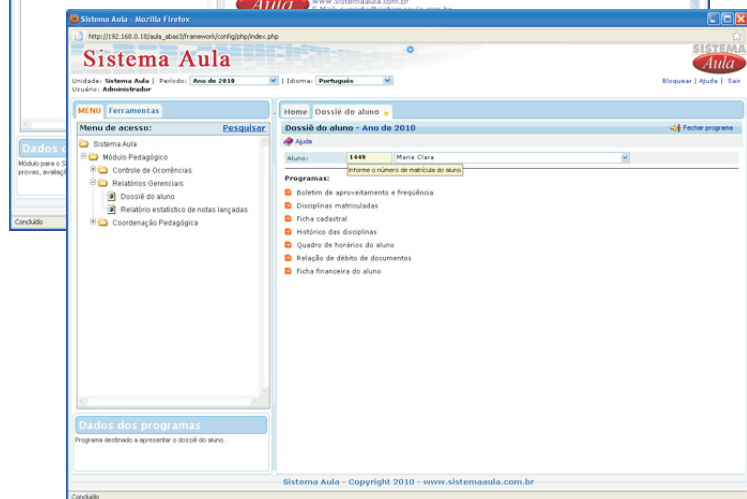 Aula
www.sistemaaula.com.br
Sistema Aula - Mozilla Firefox
http://192.168.0.18/aula_abas3/framework/config/php/index.php
Sistema Aula
SISTEMA
Aula
Unidade: Sistema Aula | Período: Ano de 2010 | Idioma: Português
Bloquear | Ajuda | Sair
Usuário: Administrador
MENU Ferramentas
Home Dossiê do aluno
Menu de acesso: Pesquisar
Dossiê do aluno - Ano de 2010
Fechar programa
Sistema Aula
Ajuda
Módulo Pedagógico
Aluno: 1449 Maria Clara
Controle de Ocorrências
Informe o número de matrícula do aluno
Relatórios Gerenciais
Programas:
Dossiê do aluno
Boletim de aproveitamento e freqüência
Relatório estatístico de notas lançadas
Disciplinas matriculadas
Coordenação Pedagógica
Ficha cadastral
Histórico das disciplinas
Quadro de horários do aluno
Relação de débito de documentos
Ficha financeira do aluno
Dados
Módulo para o S
provas, avaliaç
Concluído
Dados dos programas
Programa destinado a apresentar o dossiê do aluno.
Sistema Aula - Copyright 2010 - www.sistemaaula.com.br
Concluído